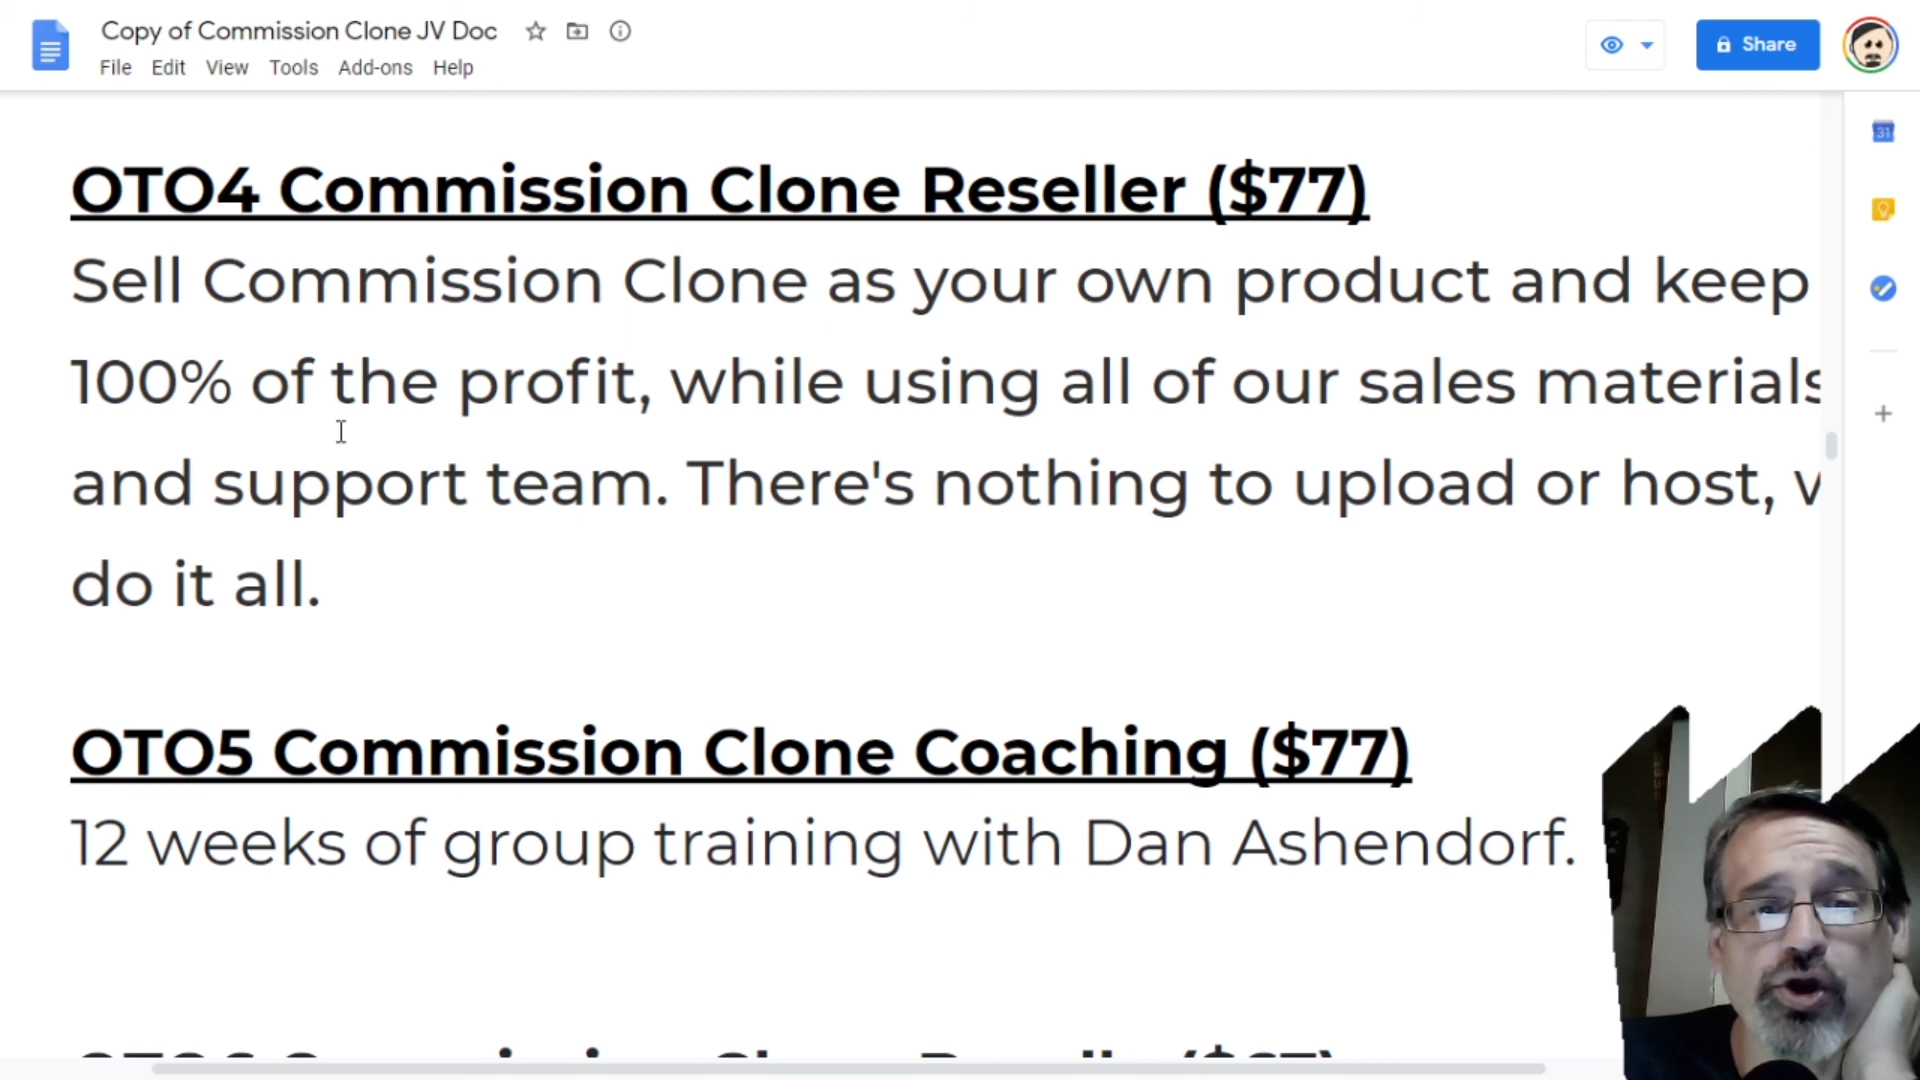 Copy of Commission Clone JV Doc
File Edit View Tools Add-ons Help
Share
31
OTO4 Commission Clone Reseller ($77)
Sell Commission Clone as your own product and keep
100% of the profit, while using all of our sales materials
and support team. There's nothing to upload or host,
do it all.
OTO5 Commission Clone Coaching ($77)
12 weeks of group training with Dan Ashendorf.